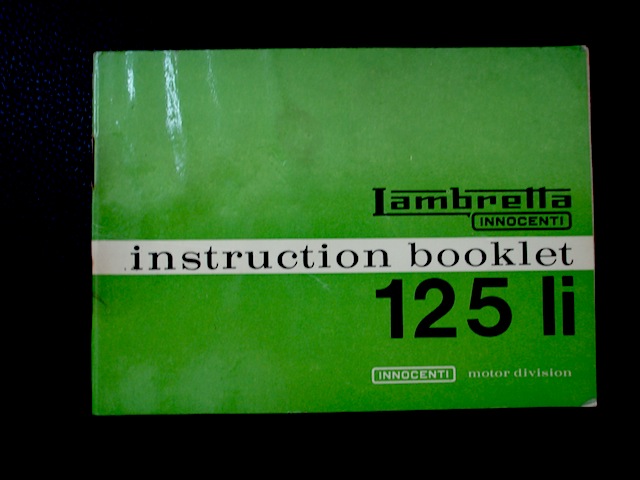 Lambretta
INNOCENTI
instruction booklet
125 li
INNOCENTI motor division